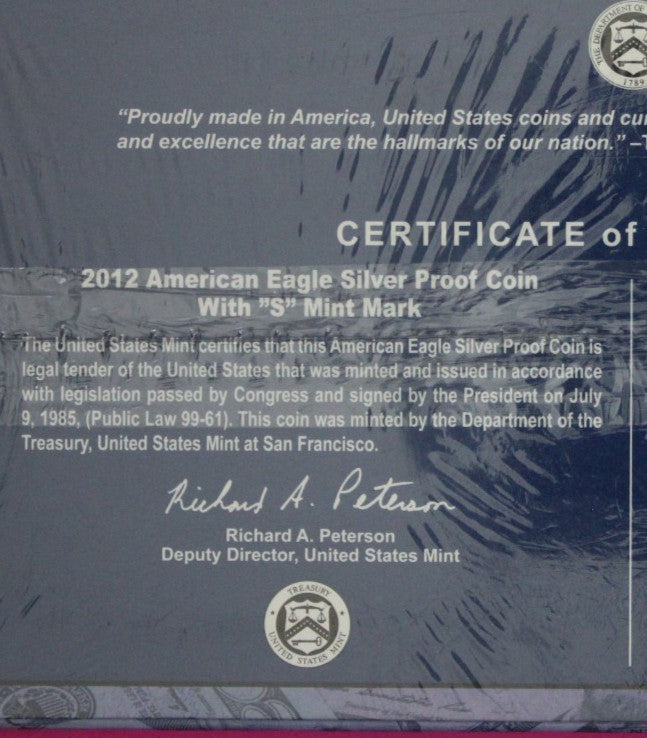 THE DEPARTMENT OF
1789
“Proudly made in America, United States coins and cu
and excellence that are the hallmarks of our nation.” –T
CERTIFICATE of
2012 American Eagle Silver Proof Coin
With ”S” Mint Mark
The United States Mint certifies that this American Eagle Silver Proof Coin is
legal tender of the United States that was minted and issued in accordance
with legislation passed by Congress and signed by the President on July
9, 1985, (Public Law 99-61). This coin was minted by the Department of the
Treasury, United States Mint at San Francisco.
Richard A. Peterson
Richard A. Peterson
Deputy Director, United States Mint
TREASURY
UNITED STATES MINT